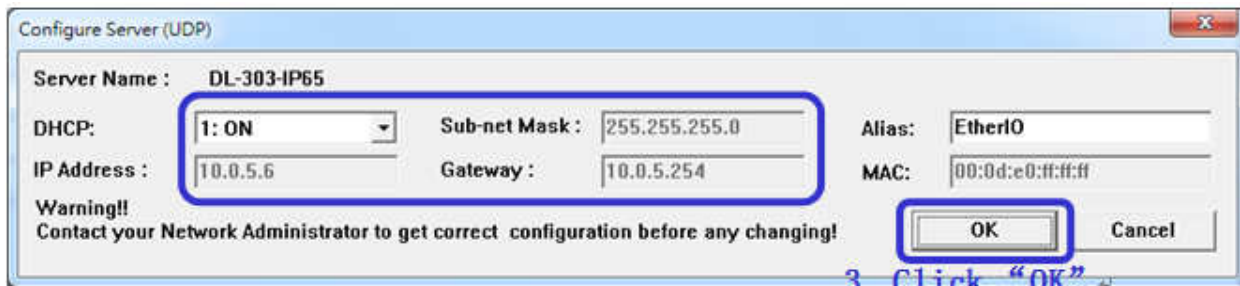 Configure Server (UDP)
Server Name : DL-303-IP65
DHCP: 1: ON Sub-net Mask : 255.255.255.0 Alias: EtherIO
IP Address : 10.0.5.6 Gateway : 10.0.5.254 MAC: 00:0d:e0:ff:ff:ff
Warning!!
Contact your Network Administrator to get correct configuration before any changing!
OK Cancel
3. Click “OK”